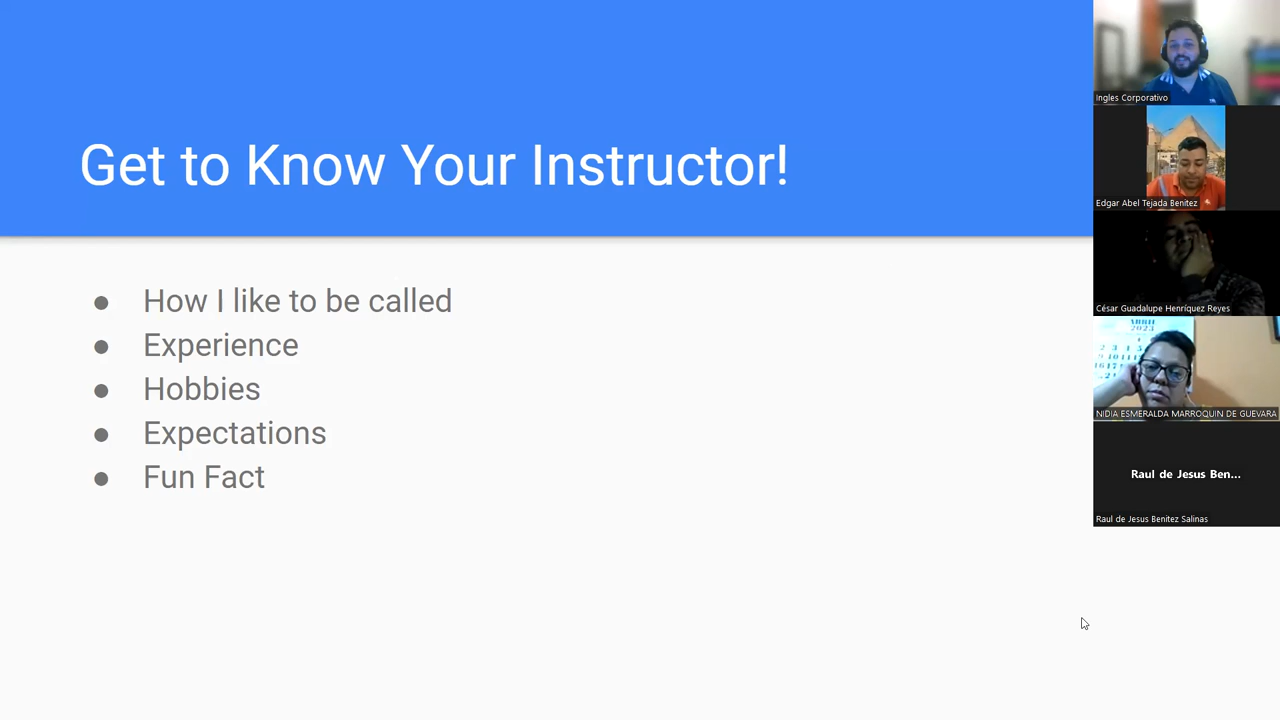 Get to Know Your Instructor!
● How I like to be called
● Experience
● Hobbies
● Expectations
● Fun Fact
Ingles Corporativo
Edgar Abel Tejada Benitez
César Guadalupe Henríquez Reyes
ABRIL
2023
NIDIA ESMERALDA MARROQUIN DE GUEVARA
Raul de Jesus Ben...
Raul de Jesus Benitez Salinas